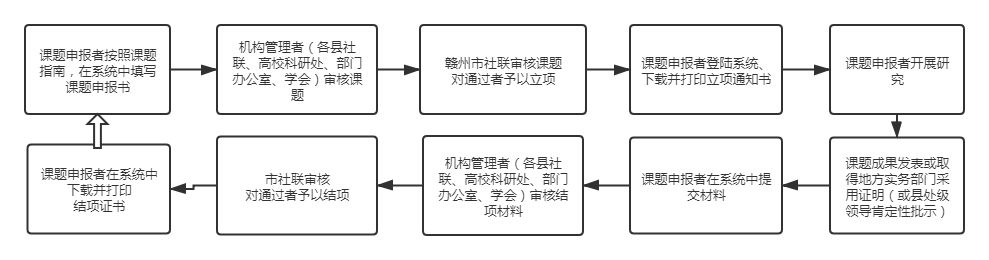 课题申报者按照课题
指南，在系统中填写
课题申报书
机构管理者（各县社
联、高校科研处、部门
办公室、学会）审核课
题
赣州市社联审核课题
对通过者予以立项
课题申报者登陆系统、
下载并打印立项通知书
课题申报者开展研
究
课题成果发表或取
得地方实务部门采
用证明（或县处级
领导肯定性批示）
课题申报者在系统中提
交材料
机构管理者（各县社
联、高校科研处、部门
办公室、学会）审核结
项材料
市社联审核
对通过者予以结项
课题申报者在系统中
下载并打印
结项证书